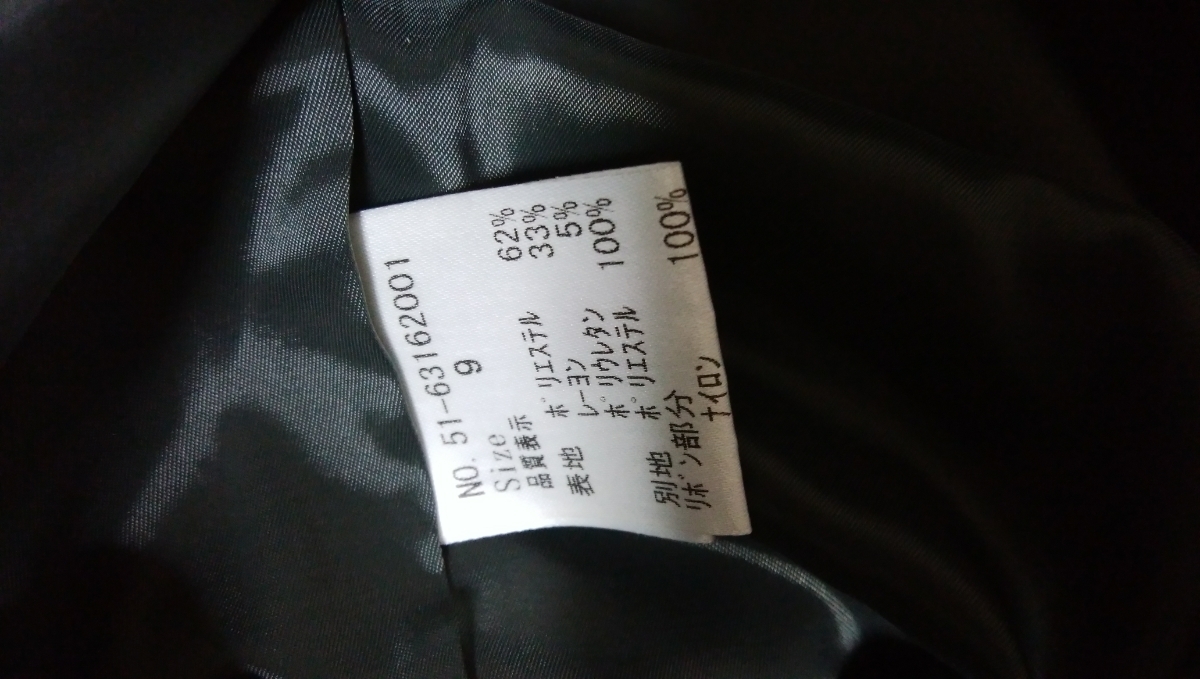 NO. 51-63162001
Size 9
品質表示
表地 ポリエステル 62%
レーヨン 33%
ポリウレタン 5%
ポリエステル 100%
別地
リボン部分
ナイロン 100%